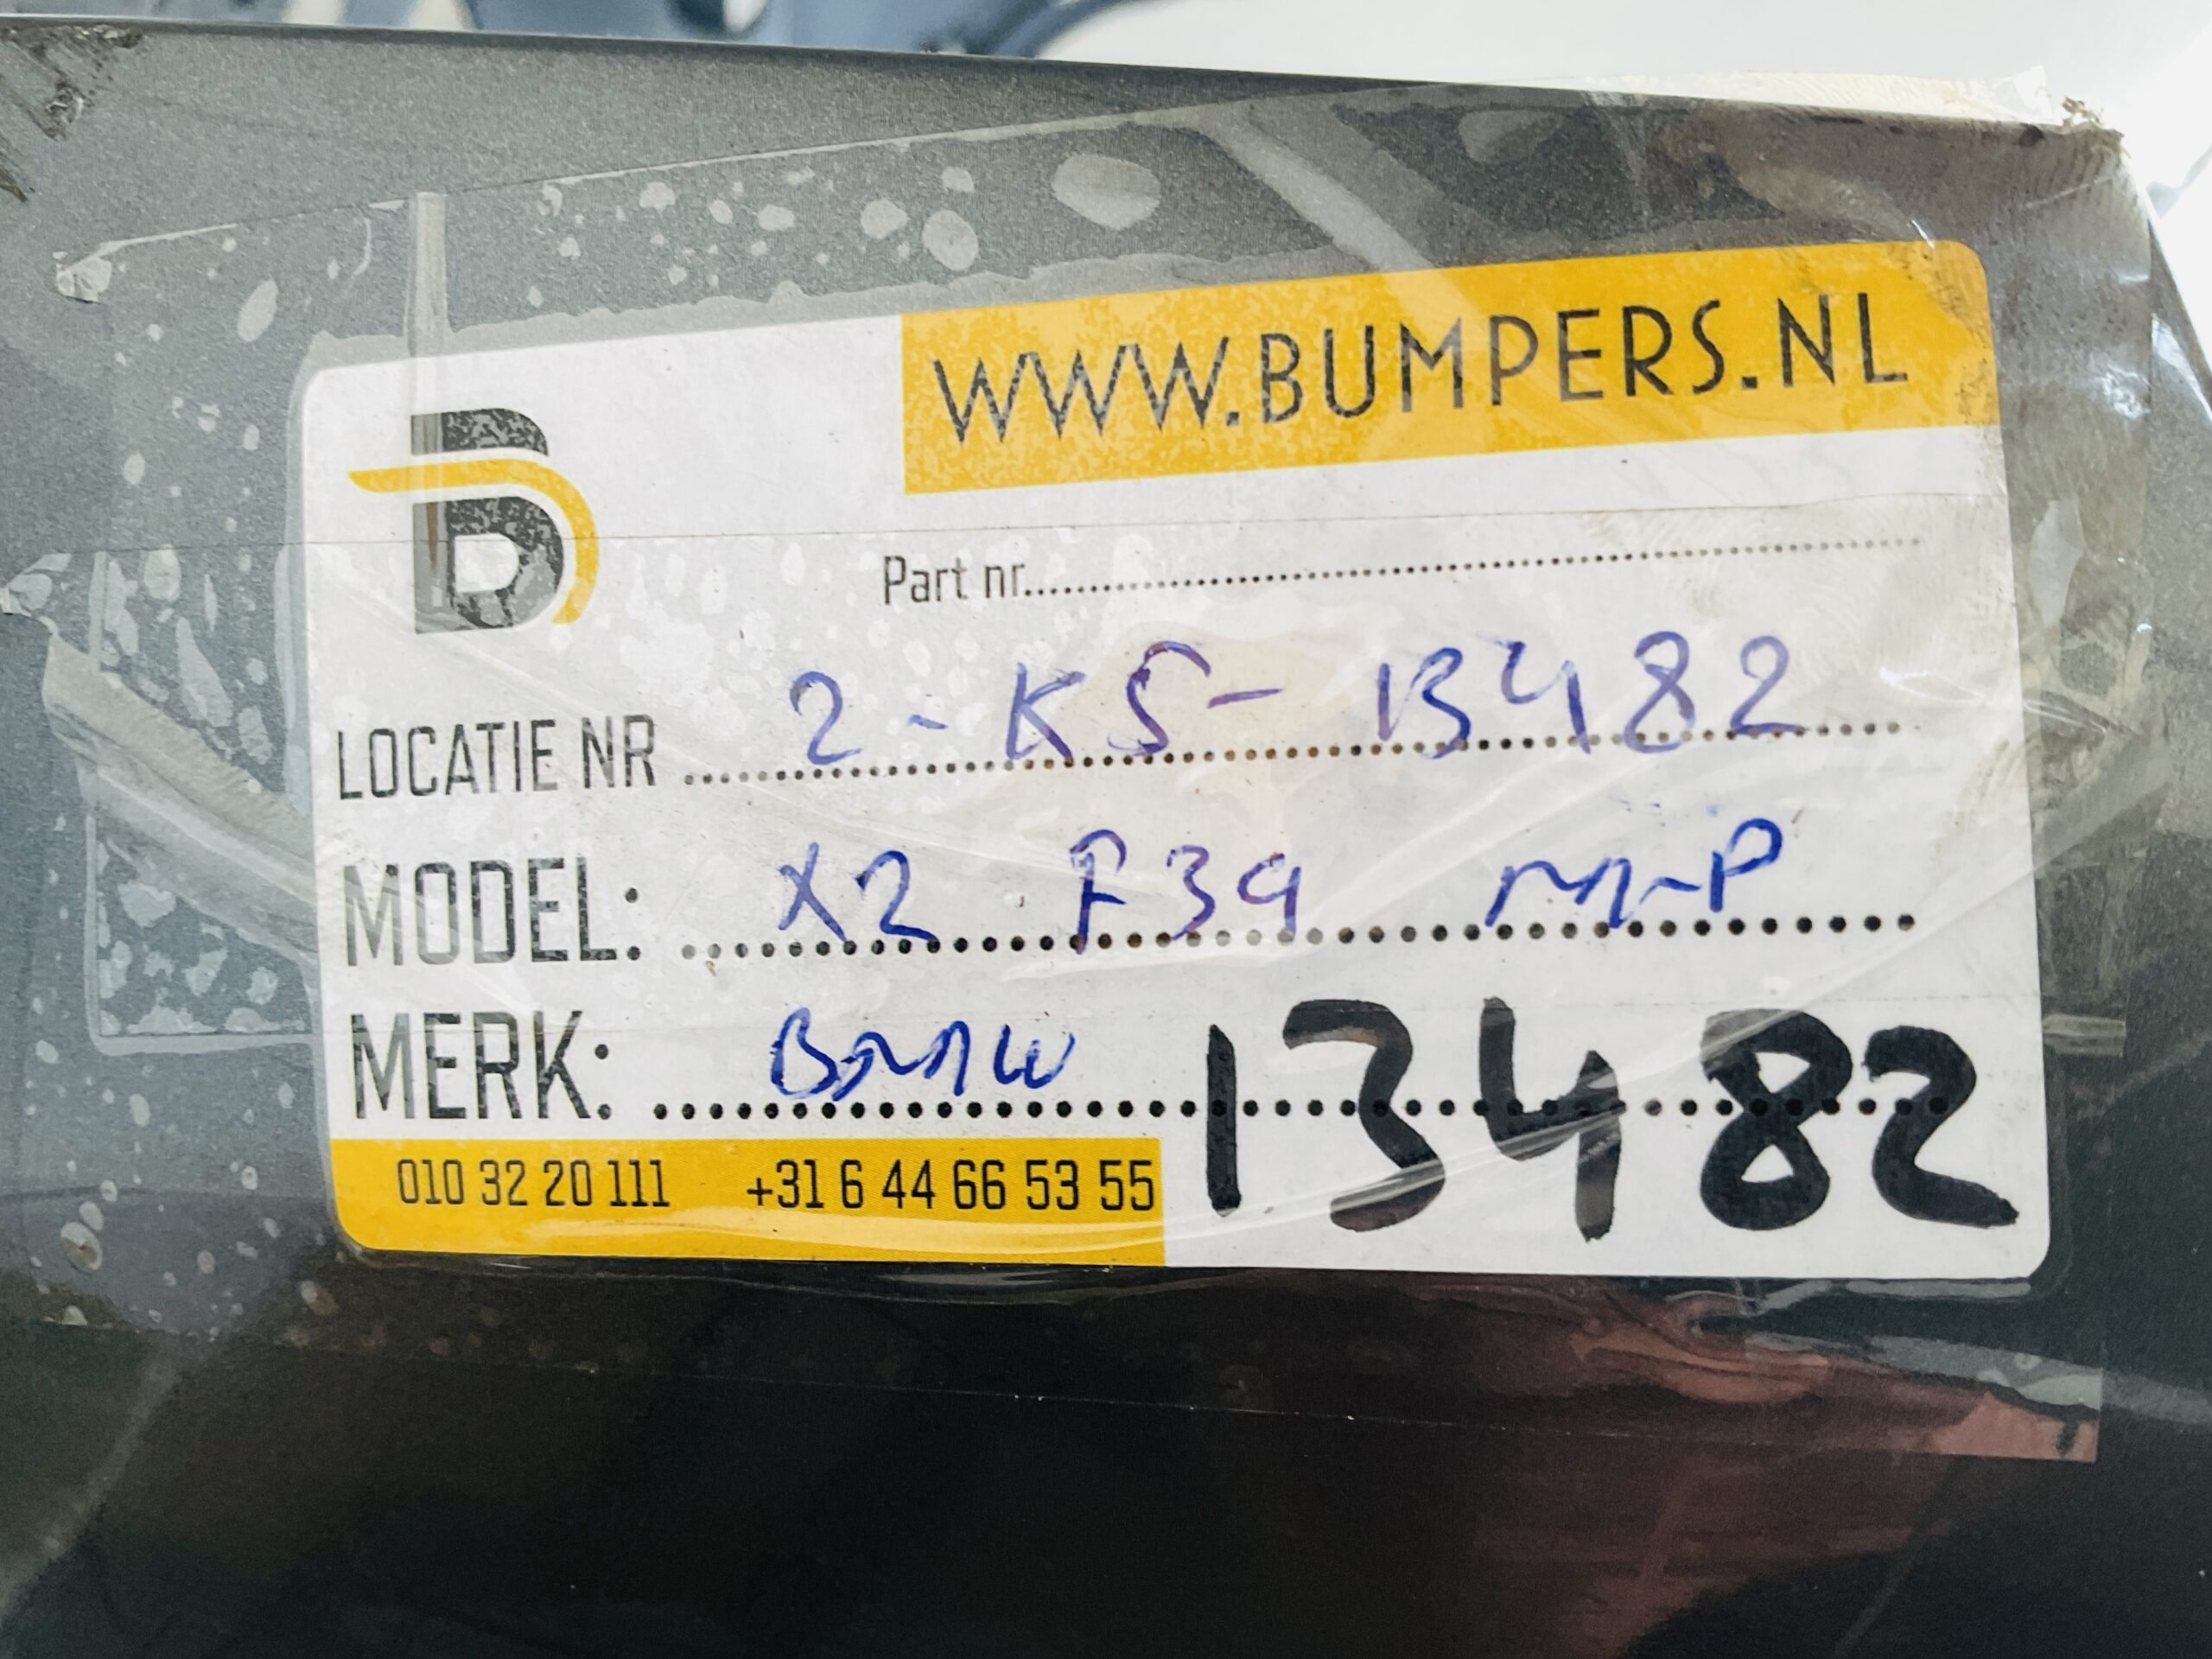 WWW.BUMPERS.NL
B
Part nr..............................
LOCATIE NR 2 - K5 - 13482
MODEL: X2 F39 M-P
MERK: BMW 13482
010 32 20 111 +31 6 44 66 53 55